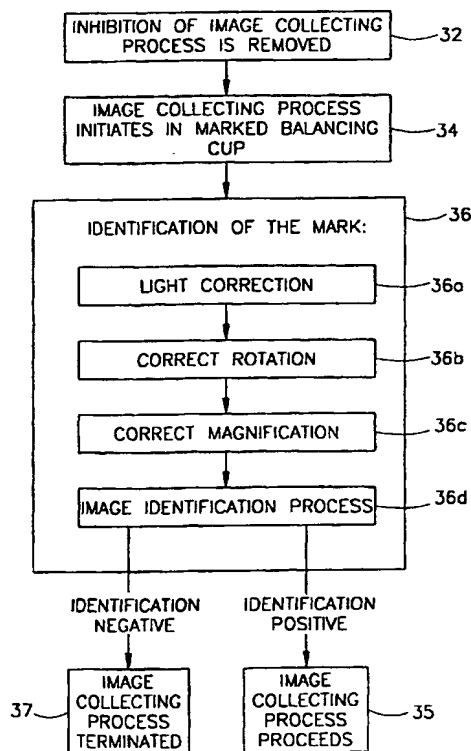 INHIBITION OF IMAGE COLLECTING
PROCESS IS REMOVED
32
IMAGE COLLECTING PROCESS
INITIATES IN MARKED BALANCING
CUP
34
36
IDENTIFICATION OF THE MARK:
LIGHT CORRECTION
36a
CORRECT ROTATION
36b
CORRECT MAGNIFICATION
36c
IMAGE IDENTIFICATION PROCESS
36d
IDENTIFICATION
NEGATIVE
IDENTIFICATION
POSITIVE
37
IMAGE
COLLECTING
PROCESS
TERMINATED
IMAGE
COLLECTING
PROCESS
PROCEEDS
35